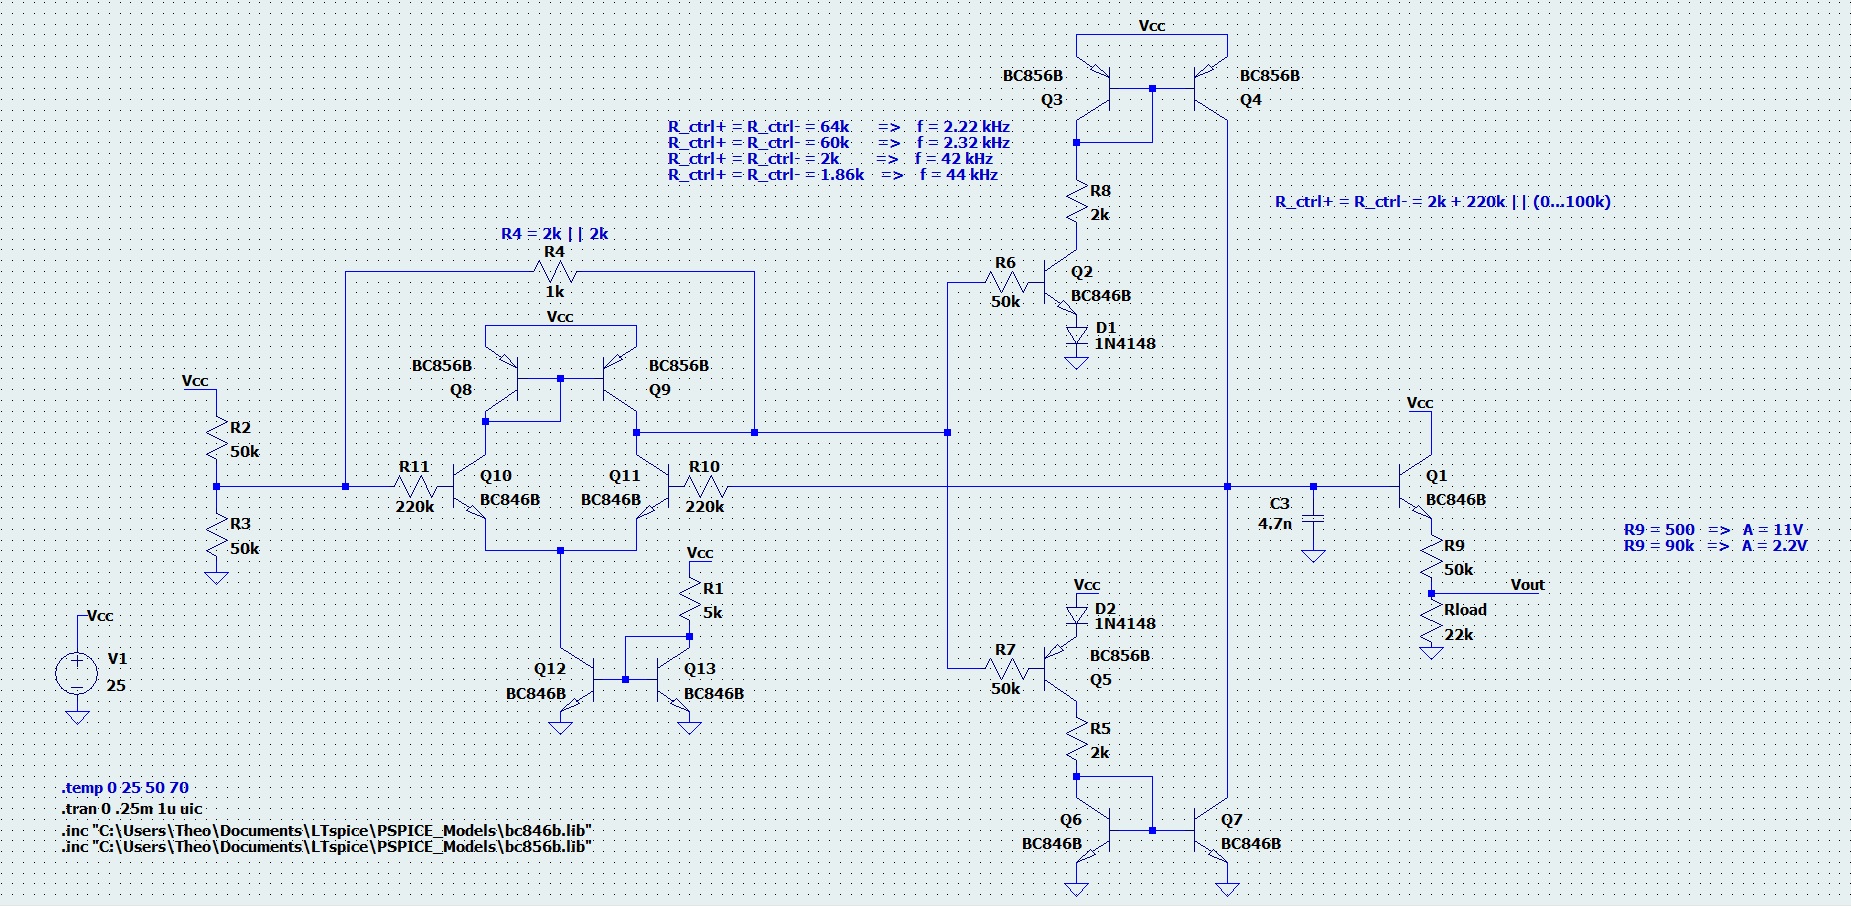 Vcc
BC856B
Q3
BC856B
Q4
R_ctrl+ = R_ctrl- = 64k => f = 2.22 kHz
R_ctrl+ = R_ctrl- = 60k => f = 2.32 kHz
R_ctrl+ = R_ctrl- = 2k => f = 42 kHz
R_ctrl+ = R_ctrl- = 1.86k => f = 44 kHz
R8
2k
R_ctrl+ = R_ctrl- = 2k + 220k || (0...100k)
R4 = 2k || 2k
R4
1k
R6
50k
Q2
BC846B
D1
1N4148
Vcc
BC856B
Q8
BC856B
Q9
Vcc
R2
50k
R3
50k
R11
220k
Q10
BC846B
Q11
BC846B
R10
220k
Vcc
Q1
BC846B
C3
4.7n
R9
50k
Vout
Rload
22k
R9 = 500 => A = 11V
R9 = 90k => A = 2.2V
Vcc
R1
5k
Q12
BC846B
Q13
BC846B
Vcc
D2
1N4148
R7
50k
BC856B
Q5
R5
2k
Q6
BC846B
Q7
BC846B
Vcc
V1
25
.temp 0 25 50 70
.tran 0 .25m 1u uic
.inc "C:\Users\Theo\Documents\LTspice\PSPICE_Models\bc846b.lib"
.inc "C:\Users\Theo\Documents\LTspice\PSPICE_Models\bc856b.lib"